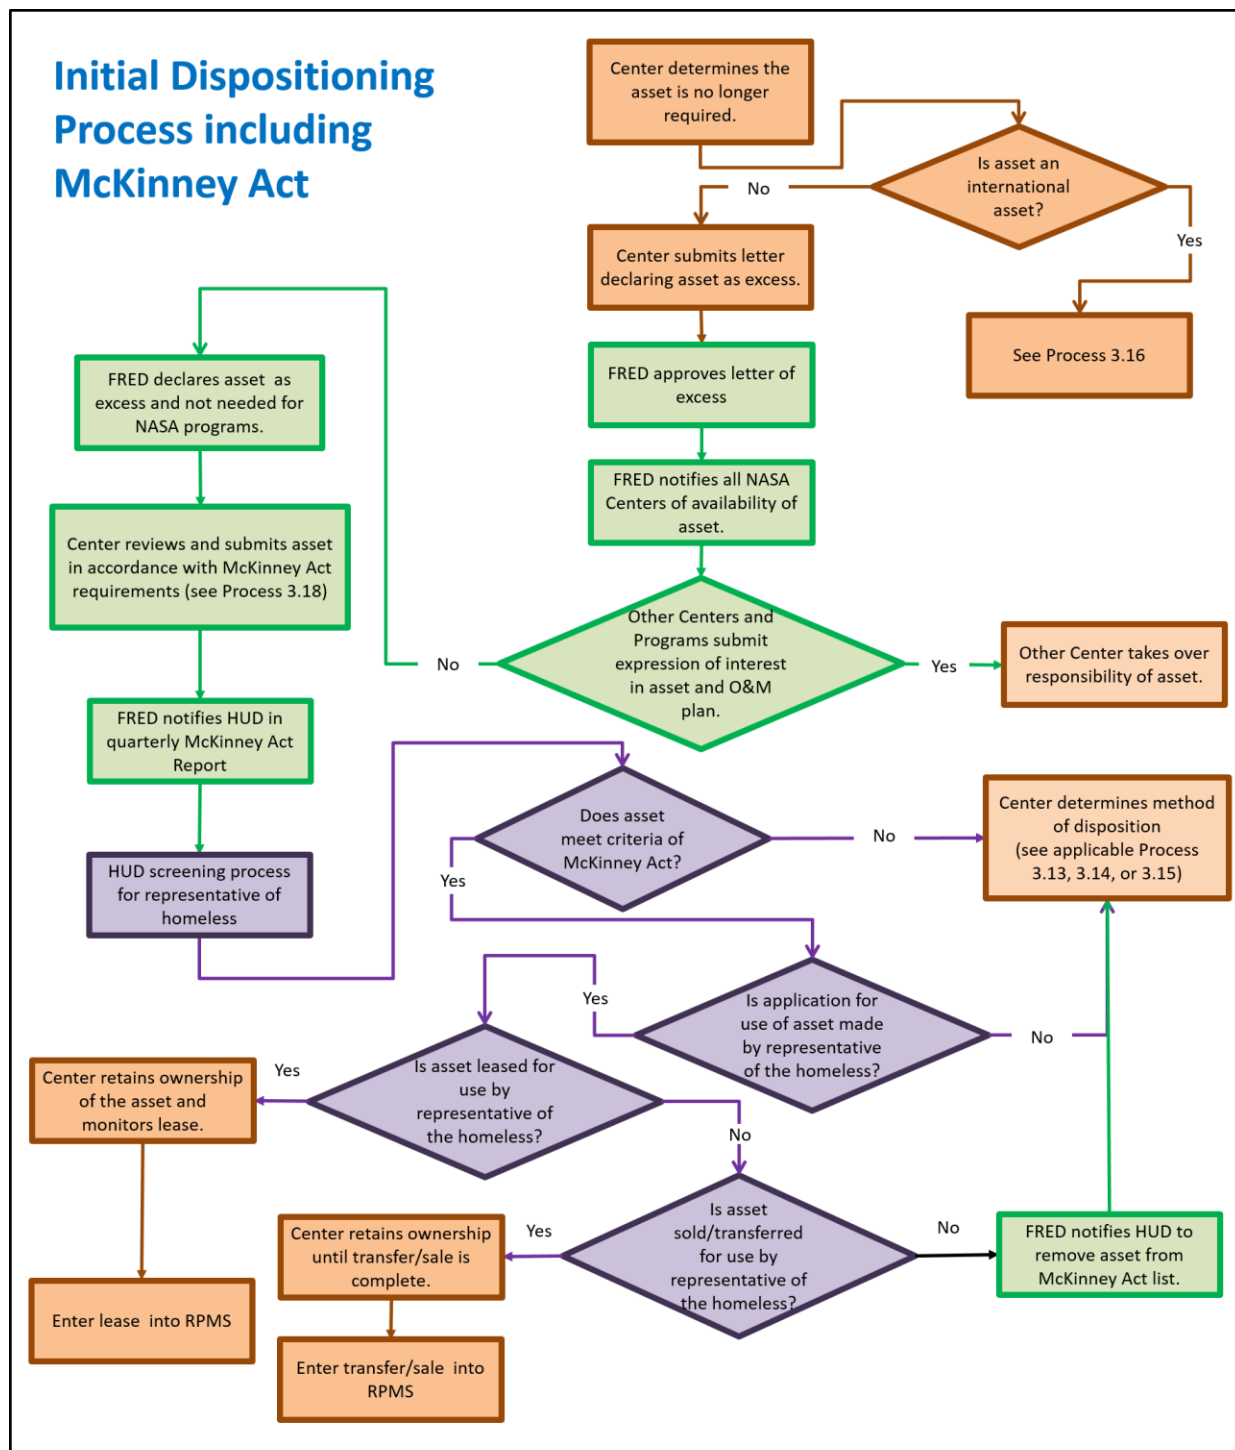 Initial Dispositioning
Process including
McKinney Act
Center determines the
asset is no longer
required.
Is asset an
international
asset?
No
Yes
Center submits letter
declaring asset as excess.
See Process 3.16
FRED approves letter of
excess
FRED declares asset as
excess and not needed for
NASA programs.
FRED notifies all NASA
Centers of availability of
asset.
Center reviews and submits asset
in accordance with McKinney Act
requirements (see Process 3.18)
Other Centers and
Programs submit
expression of interest
in asset and O&M
plan.
No
Yes
Other Center takes over
responsibility of asset.
FRED notifies HUD in
quarterly McKinney Act
Report
Does asset
meet criteria of
McKinney Act?
No
Yes
Center determines method
of disposition
(see applicable Process
3.13, 3.14, or 3.15)
HUD screening process
for representative of
homeless
Is application for
use of asset made
by representative
of the homeless?
Yes
No
Is asset leased for
use by
representative of
the homeless?
Yes
No
Center retains ownership
of the asset and
monitors lease.
Is asset
sold/transferred
for use by
representative of
the homeless?
Yes
No
Center retains ownership
until transfer/sale is
complete.
FRED notifies HUD to
remove asset from
McKinney Act list.
Enter lease into RPMS
Enter transfer/sale into
RPMS